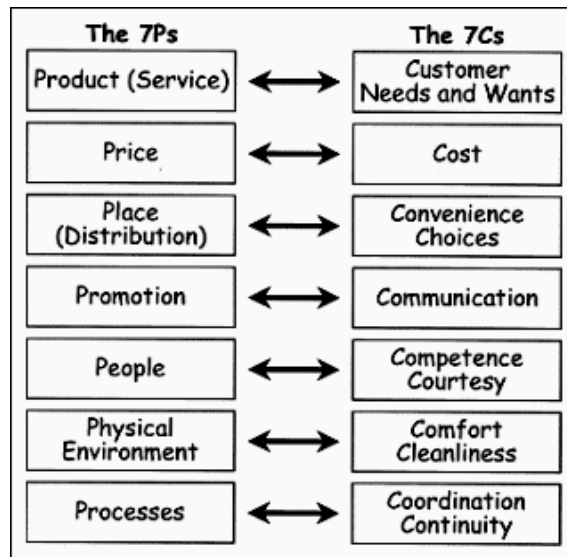 The 7Ps
The 7Cs
Product (Service)
Customer
Needs and Wants
Price
Cost
Place
(Distribution)
Convenience
Choices
Promotion
Communication
People
Competence
Courtesy
Physical
Environment
Comfort
Cleanliness
Processes
Coordination
Continuity